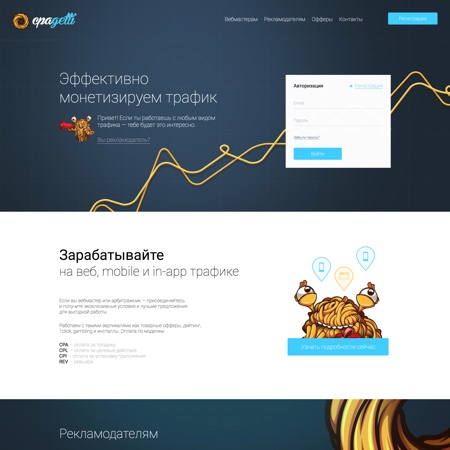 cpagetti
Вебмастерам Рекламодателям Офферы Контакты
Регистрация
Эффективно
монетизируем трафик
Привет! Если ты работаешь с любым видом
трафика — тебе будет это интересно.
Вы рекламодатель?
Авторизация
Регистрация
Email
Пароль
Забыли пароль?
Войти
Зарабатывайте
на веб, mobile и in-app трафике
Если вы вебмастер или арбитражник — присоединяйтесь
и получите эксклюзивные условия и лучшие предложения
для выгодной работы.
Работаем с такими вертикалями как товарные офферы, дейтинг,
1click, gambling и инсталлы. Оплата по моделям:
CPA – оплата за продажу
CPL – оплата за целевые действия
CPI – оплата за установку приложения
REV – ревшара
Узнать подробности сейчас
Рекламодателям